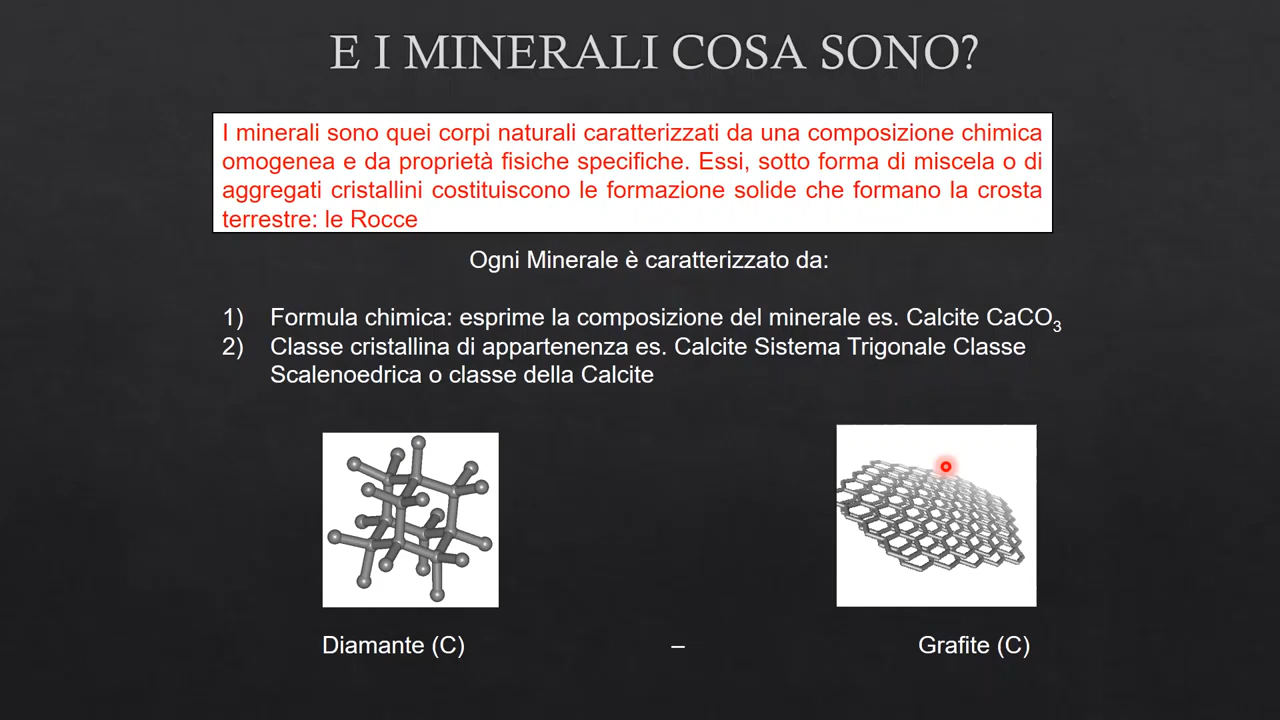 E I MINERALI COSA SONO?
I minerali sono quei corpi naturali caratterizzati da una composizione chimica
omogenea e da proprietà fisiche specifiche. Essi, sotto forma di miscela o di
aggregati cristallini costituiscono le formazione solide che formano la crosta
terrestre: le Rocce
Ogni Minerale è caratterizzato da:
1) Formula chimica: esprime la composizione del minerale es. Calcite CaCO₃
2) Classe cristallina di appartenenza es. Calcite Sistema Trigonale Classe
Scalenoedrica o classe della Calcite
Diamante (C) – Grafite (C)